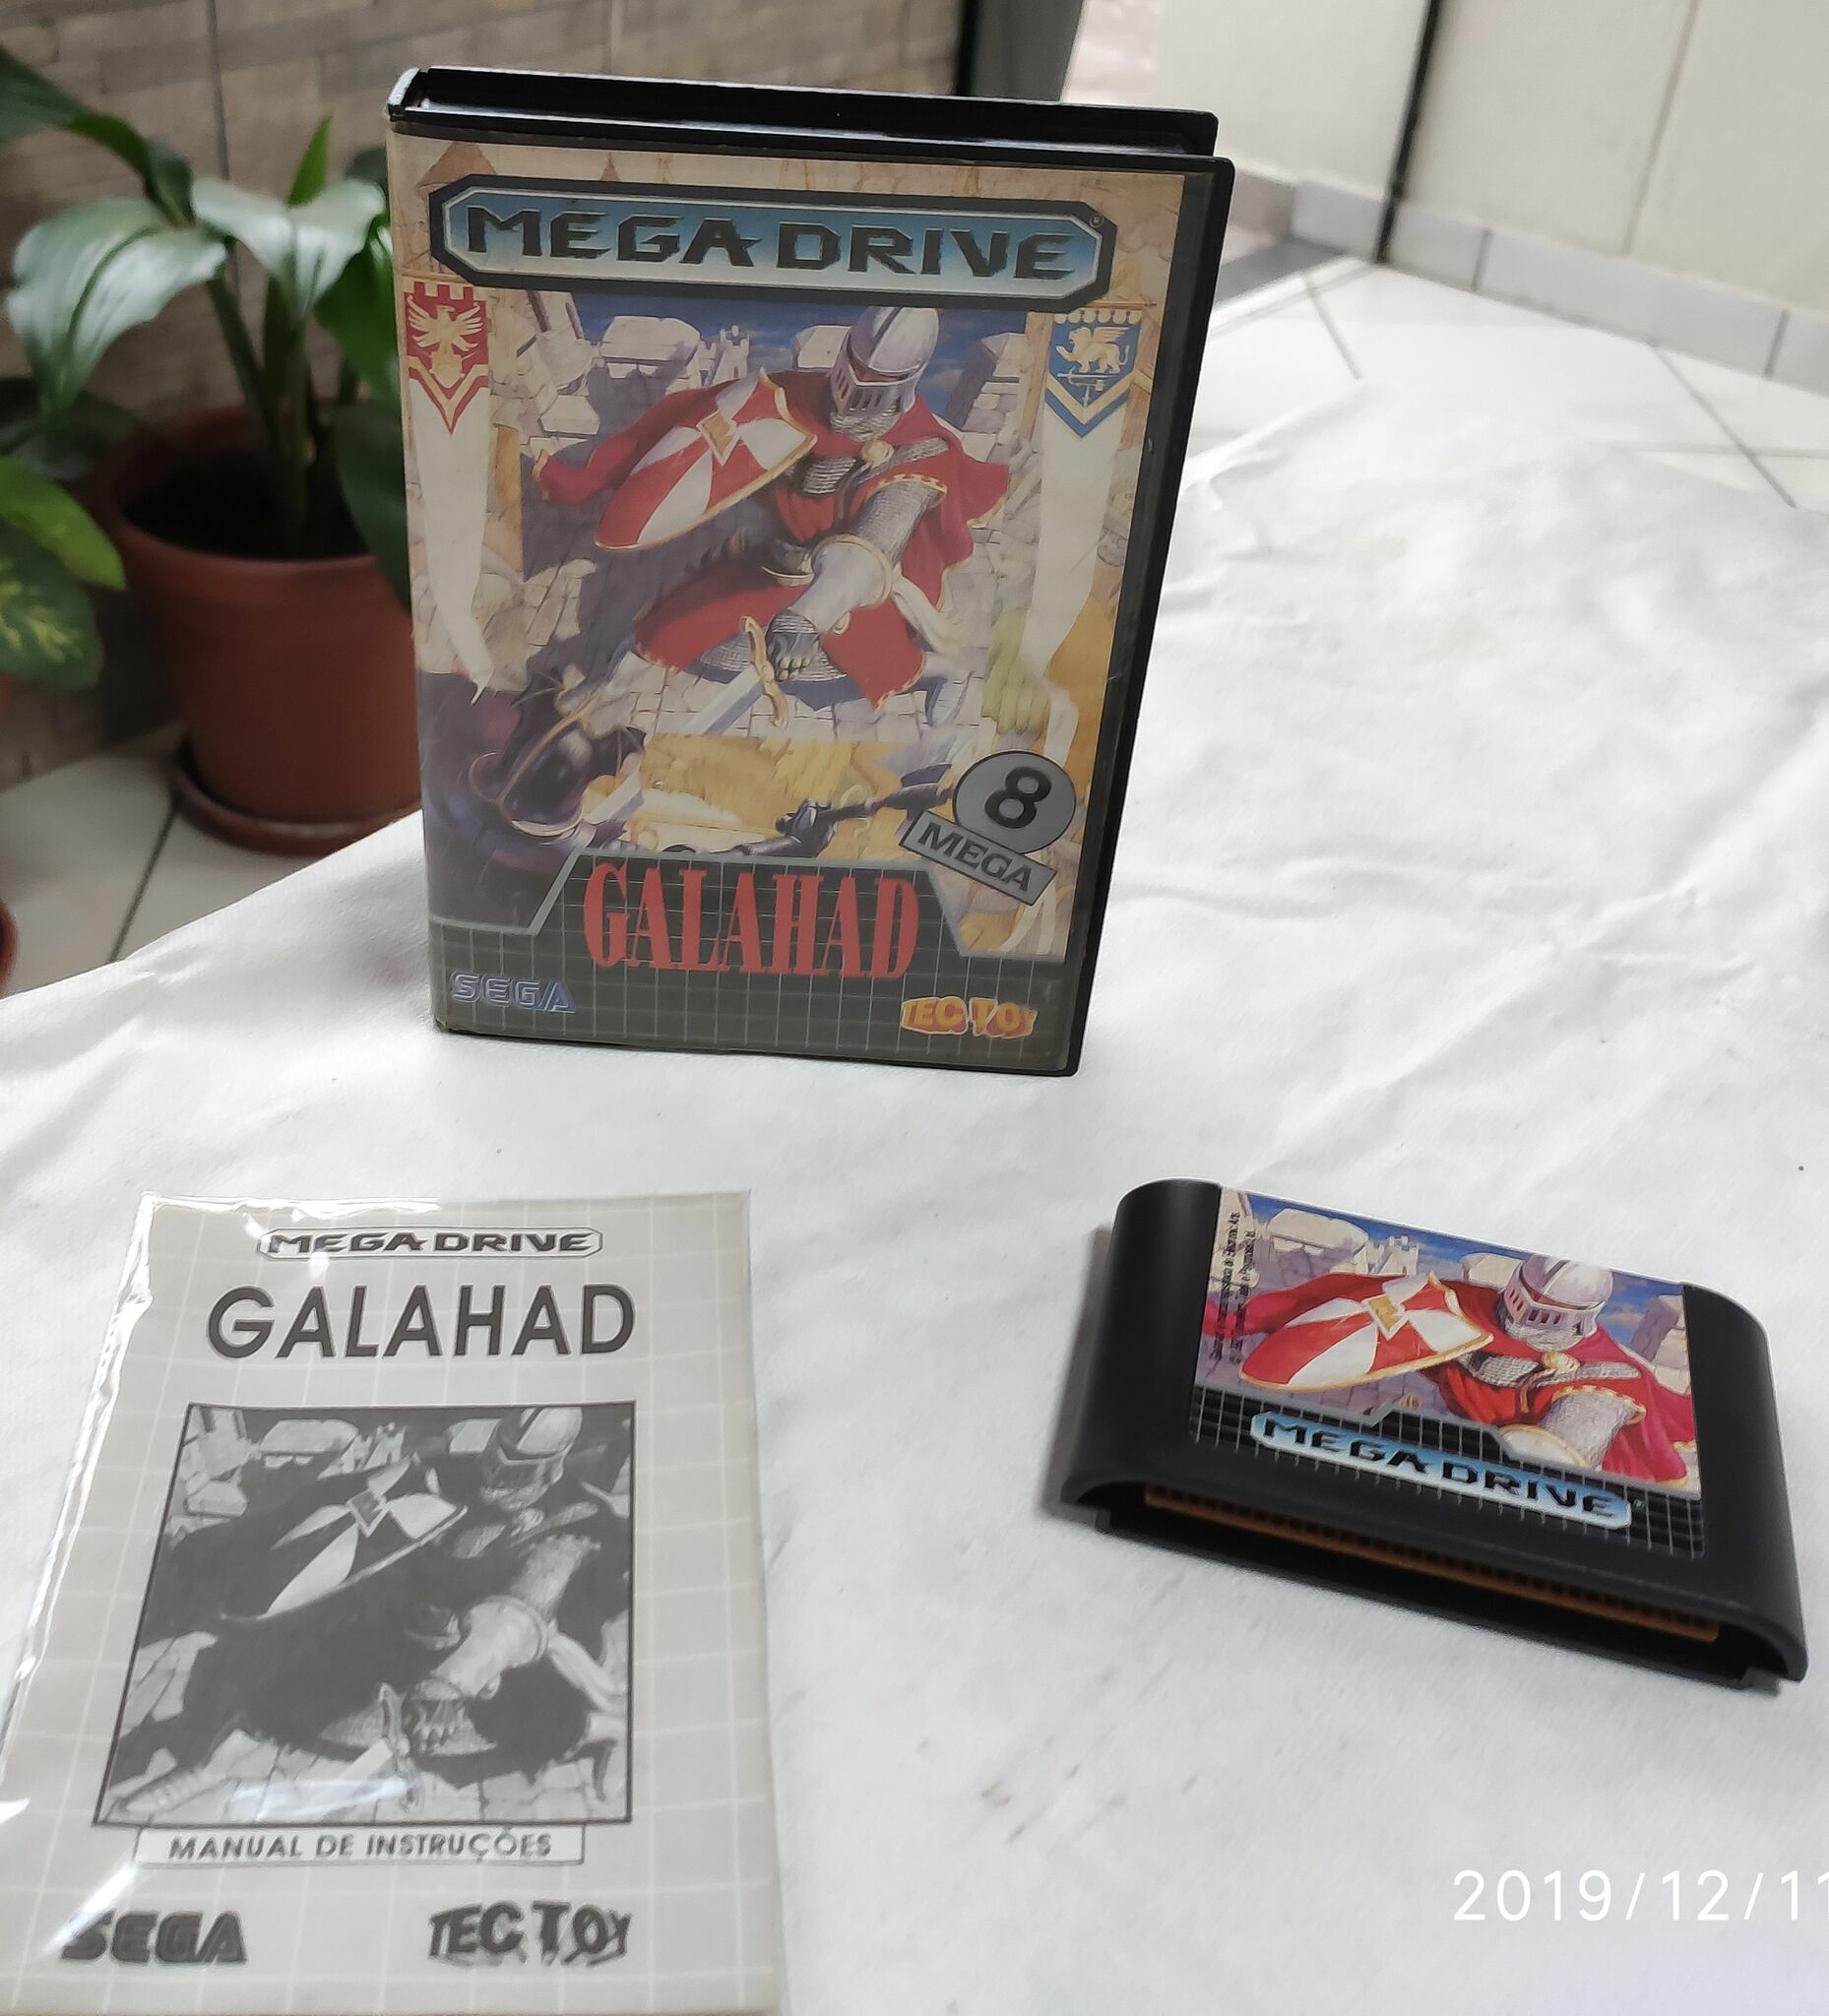 MEGA DRIVE
8
MEGA
GALAHAD
SEGA
TEC TOY
MEGA DRIVE
GALAHAD
MANUAL DE INSTRUÇÕES
SEGA
TEC TOY
MEGA DRIVE
2019/12/11